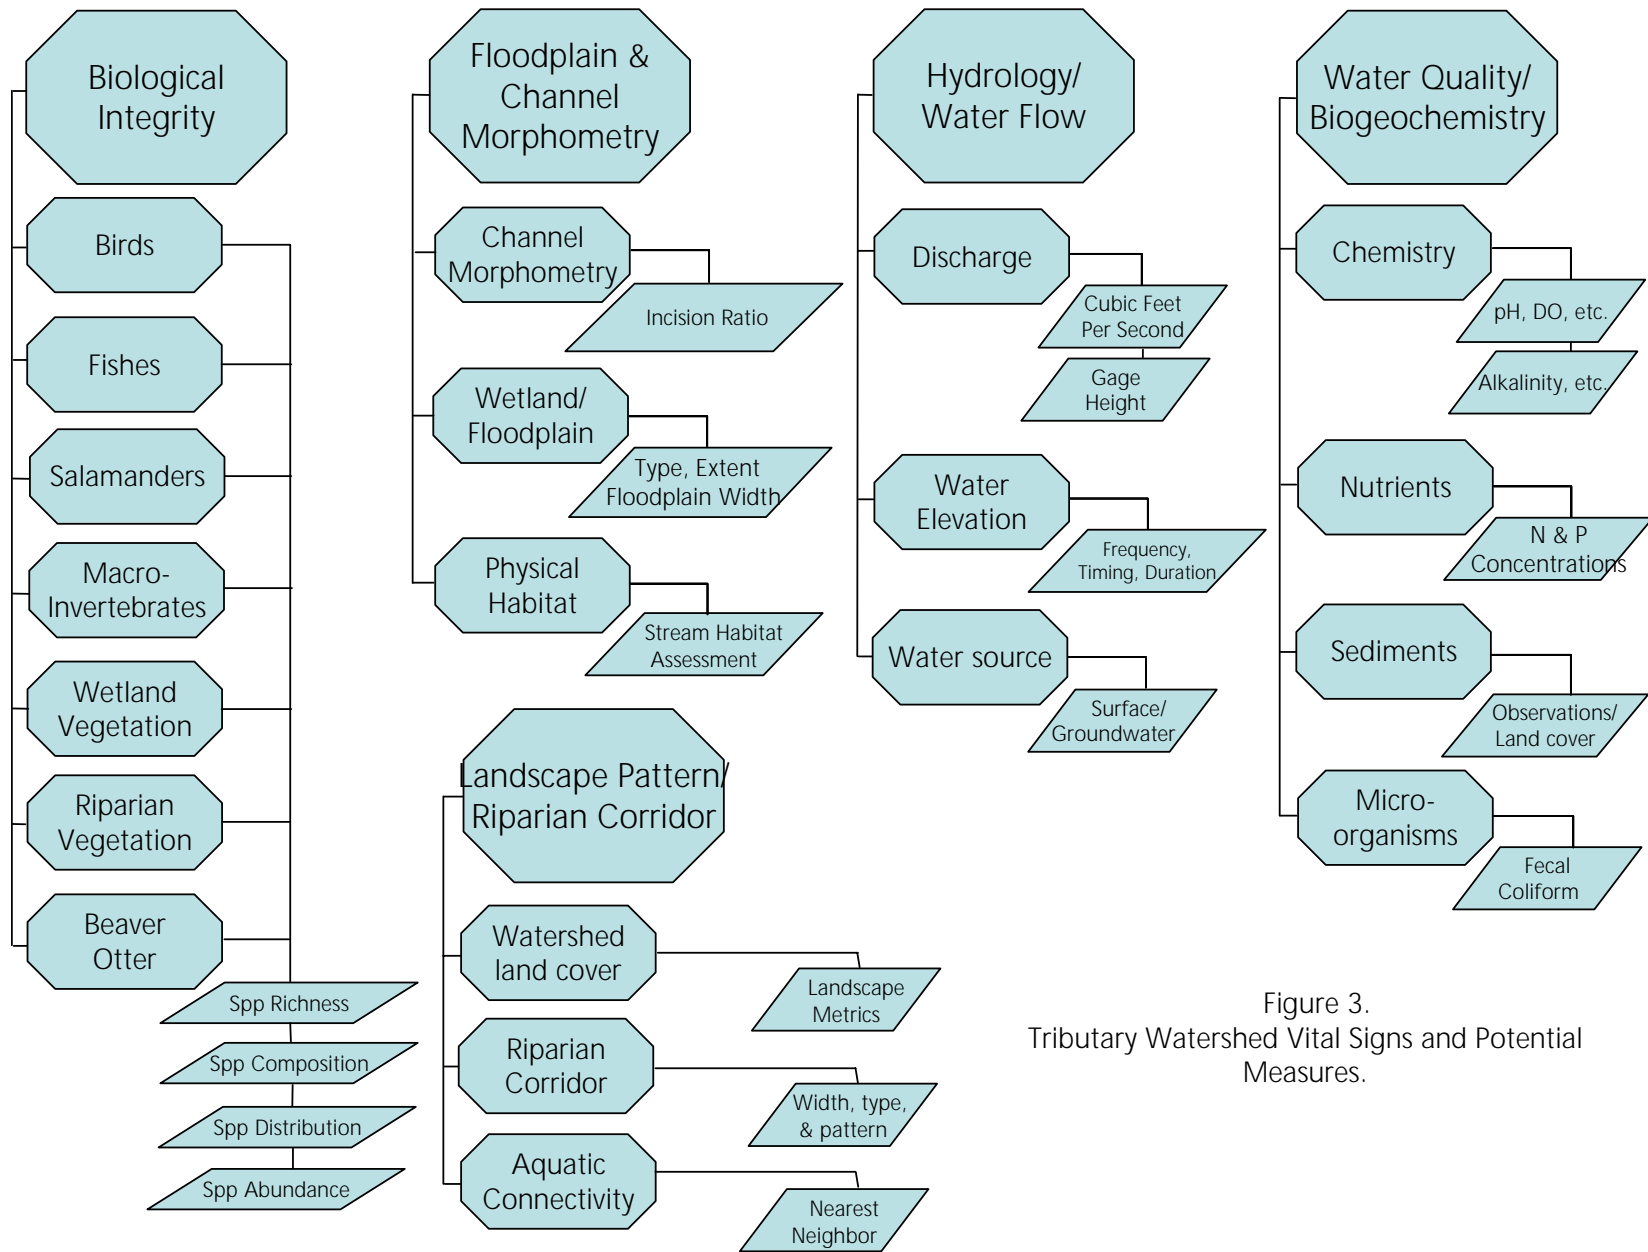 Biological
Integrity
Birds
Fishes
Salamanders
Macro-
Invertebrates
Wetland
Vegetation
Riparian
Vegetation
Beaver
Otter
Spp Richness
Spp Composition
Spp Distribution
Spp Abundance
Floodplain &
Channel
Morphometry
Channel
Morphometry
Incision Ratio
Wetland/
Floodplain
Type, Extent
Floodplain Width
Physical
Habitat
Stream Habitat
Assessment
Landscape Pattern/
Riparian Corridor
Watershed
land cover
Landscape
Metrics
Riparian
Corridor
Width, type,
& pattern
Aquatic
Connectivity
Nearest
Neighbor
Hydrology/
Water Flow
Discharge
Cubic Feet
Per Second
Gage
Height
Water
Elevation
Frequency,
Timing, Duration
Water source
Surface/
Groundwater
Water Quality/
Biogeochemistry
Chemistry
pH, DO, etc.
Alkalinity, etc.
Nutrients
N & P
Concentrations
Sediments
Observations/
Land cover
Micro-
organisms
Fecal
Coliform
Figure 3.
Tributary Watershed Vital Signs and Potential
Measures.